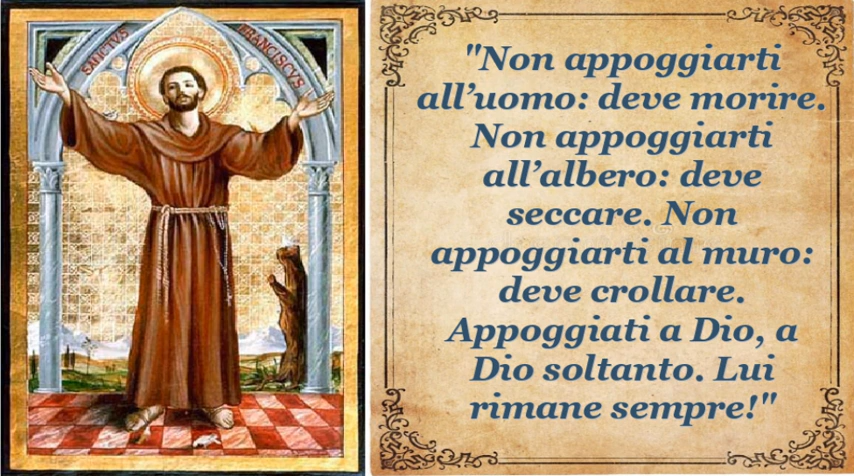 SANCTVS
FRANCISCVS
"Non appoggiarti
all’uomo: deve morire.
Non appoggiarti
all’albero: deve
seccare. Non
appoggiarti al muro:
deve crollare.
Appoggiati a Dio, a
Dio soltanto. Lui
rimane sempre!"